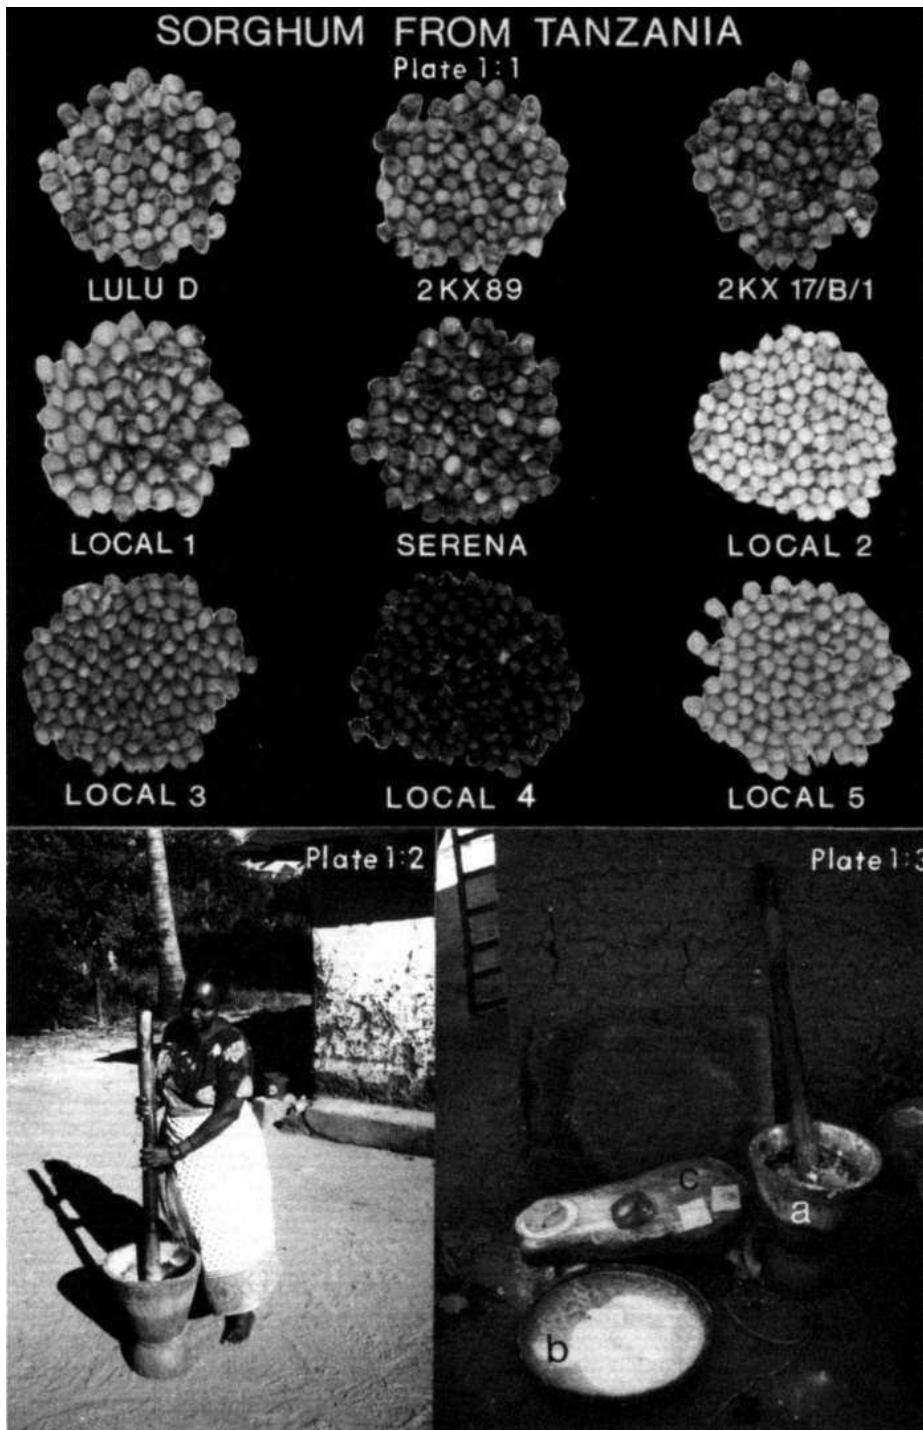 SORGHUM FROM TANZANIA
Plate 1:1
LULU D
2KX89
2KX 17/B/1
LOCAL 1
SERENA
LOCAL 2
LOCAL 3
LOCAL 4
LOCAL 5
Plate 1:2
Plate 1:3
c
a
b